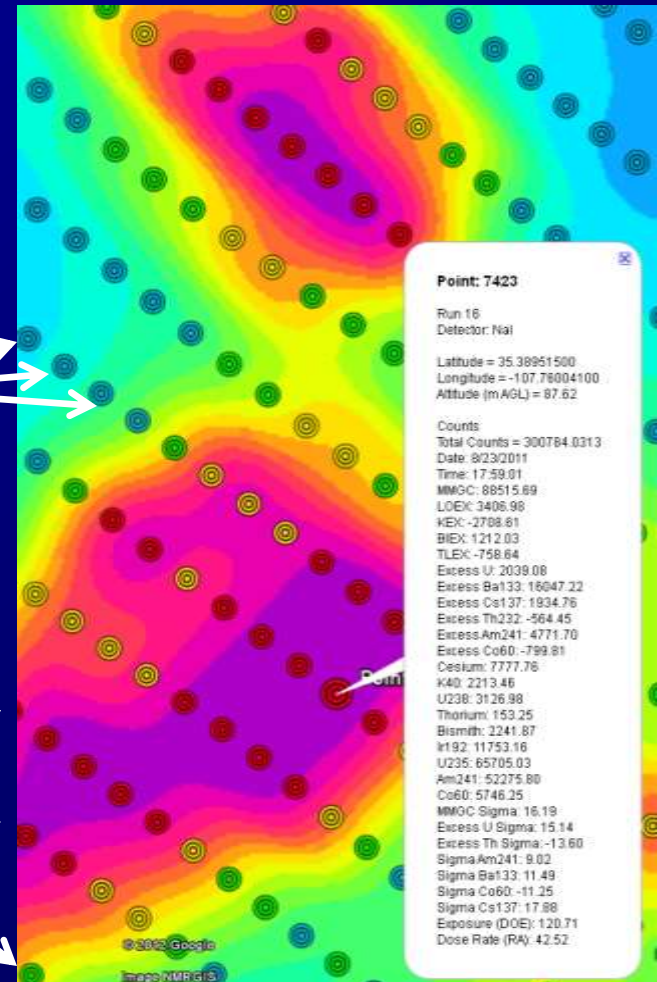 Point: 7423
Run 16
Detector: NaI
Latitude = 35.38951500
Longitude = -107.76004100
Altitude (m AGL) = 87.62
Counts
Total Counts = 300784.0313
Date: 8/23/2011
Time: 17:59:01
MMGC: 88515.69
LOEX: 3406.98
KEX: -2708.61
BIEX: 1212.03
TLEX: -758.64
Excess U: 2039.08
Excess Ba133: 16047.22
Excess Cs137: 1934.76
Excess Th232: -564.45
Excess Am241: 4771.70
Excess Co60: -799.81
Cesium: 7777.76
K40: 2213.46
U238: 3126.98
Thorium: 153.25
Bismith: 2241.87
Ir192: 11753.16
U235: 65705.03
Am241: 52275.80
Co60: 5746.25
MMGC Sigma: 16.19
Excess U Sigma: 15.14
Excess Th Sigma: -13.60
Sigma Am241: 9.02
Sigma Ba133: 11.49
Sigma Co60: -11.25
Sigma Cs137: 17.88
Exposure (DOE): 120.71
Dose Rate (RA): 42.52
Poin
© 2012 Google
Image NMRGIS